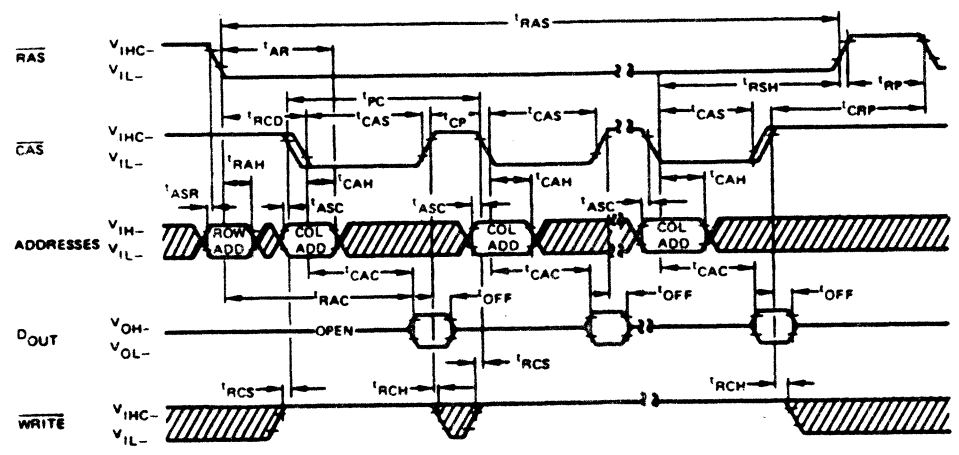 tRAS
RAS
VIHC–
VIL–
tAR
tRSH
tRP
tPC
tRCD
tCAS
tCP
tCAS
tCAS
tCRP
CAS
VIHC–
VIL–
tRAH
tCAH
tCAH
tCAH
tASR
tASC
tASC
tASC
ADDRESSES
VIH–
VIL–
ROW ADD
COL ADD
COL ADD
COL ADD
tCAC
tCAC
tCAC
tRAC
tOFF
tOFF
tOFF
DOUT
VOH–
VOL–
OPEN
tRCS
tRCS
tRCH
tRCH
WRITE
VIHC–
VIL–